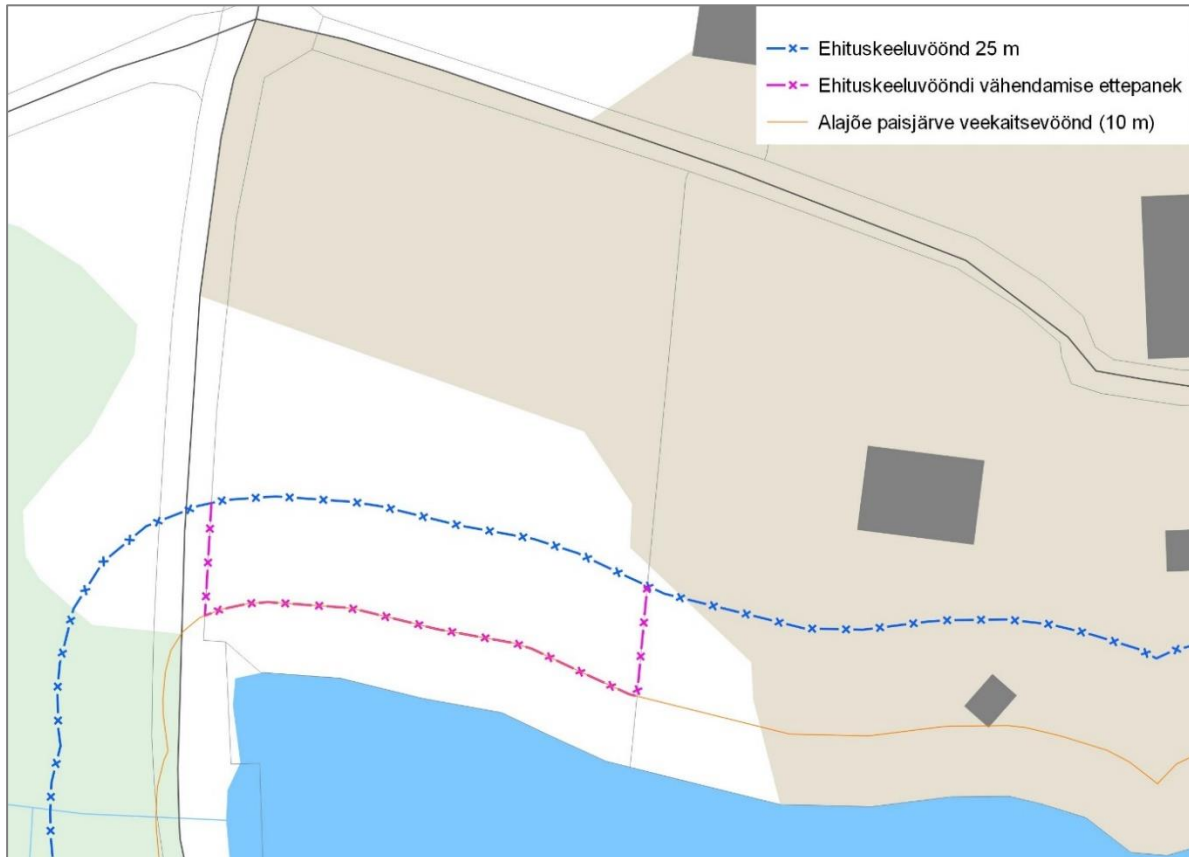 Ehituskeeluvöönd 25 m
Ehituskeeluvööndi vähendamise ettepanek
Alajõe paisjärve veekaitsevöönd (10 m)